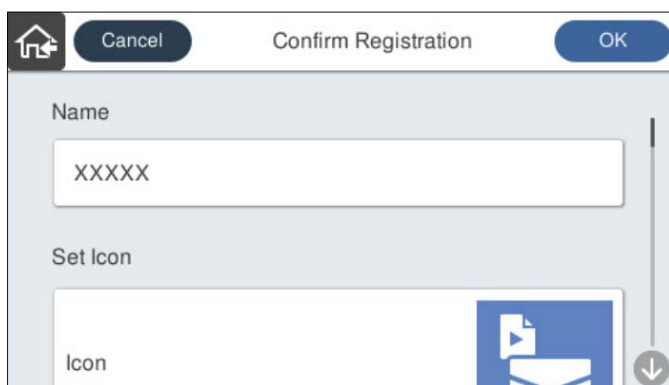 Cancel Confirm Registration OK
Name
XXXXX
Set Icon
Icon